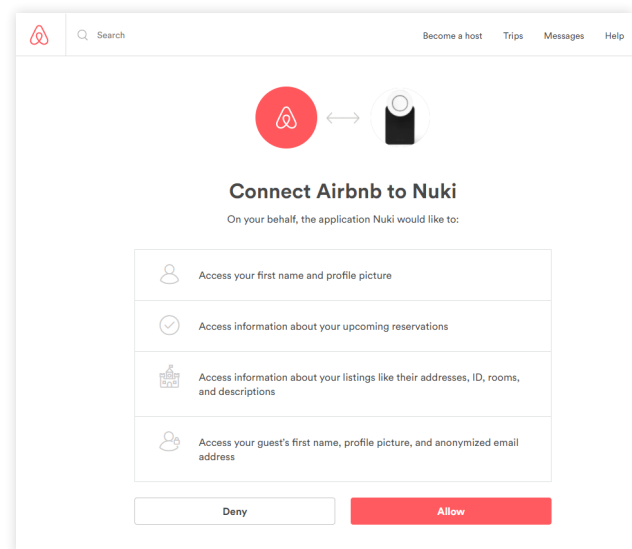 Search
Become a host Trips Messages Help
Connect Airbnb to Nuki
On your behalf, the application Nuki would like to:
Access your first name and profile picture
Access information about your upcoming reservations
Access information about your listings like their addresses, ID, rooms,
and descriptions
Access your guest's first name, profile picture, and anonymized email
address
Deny Allow